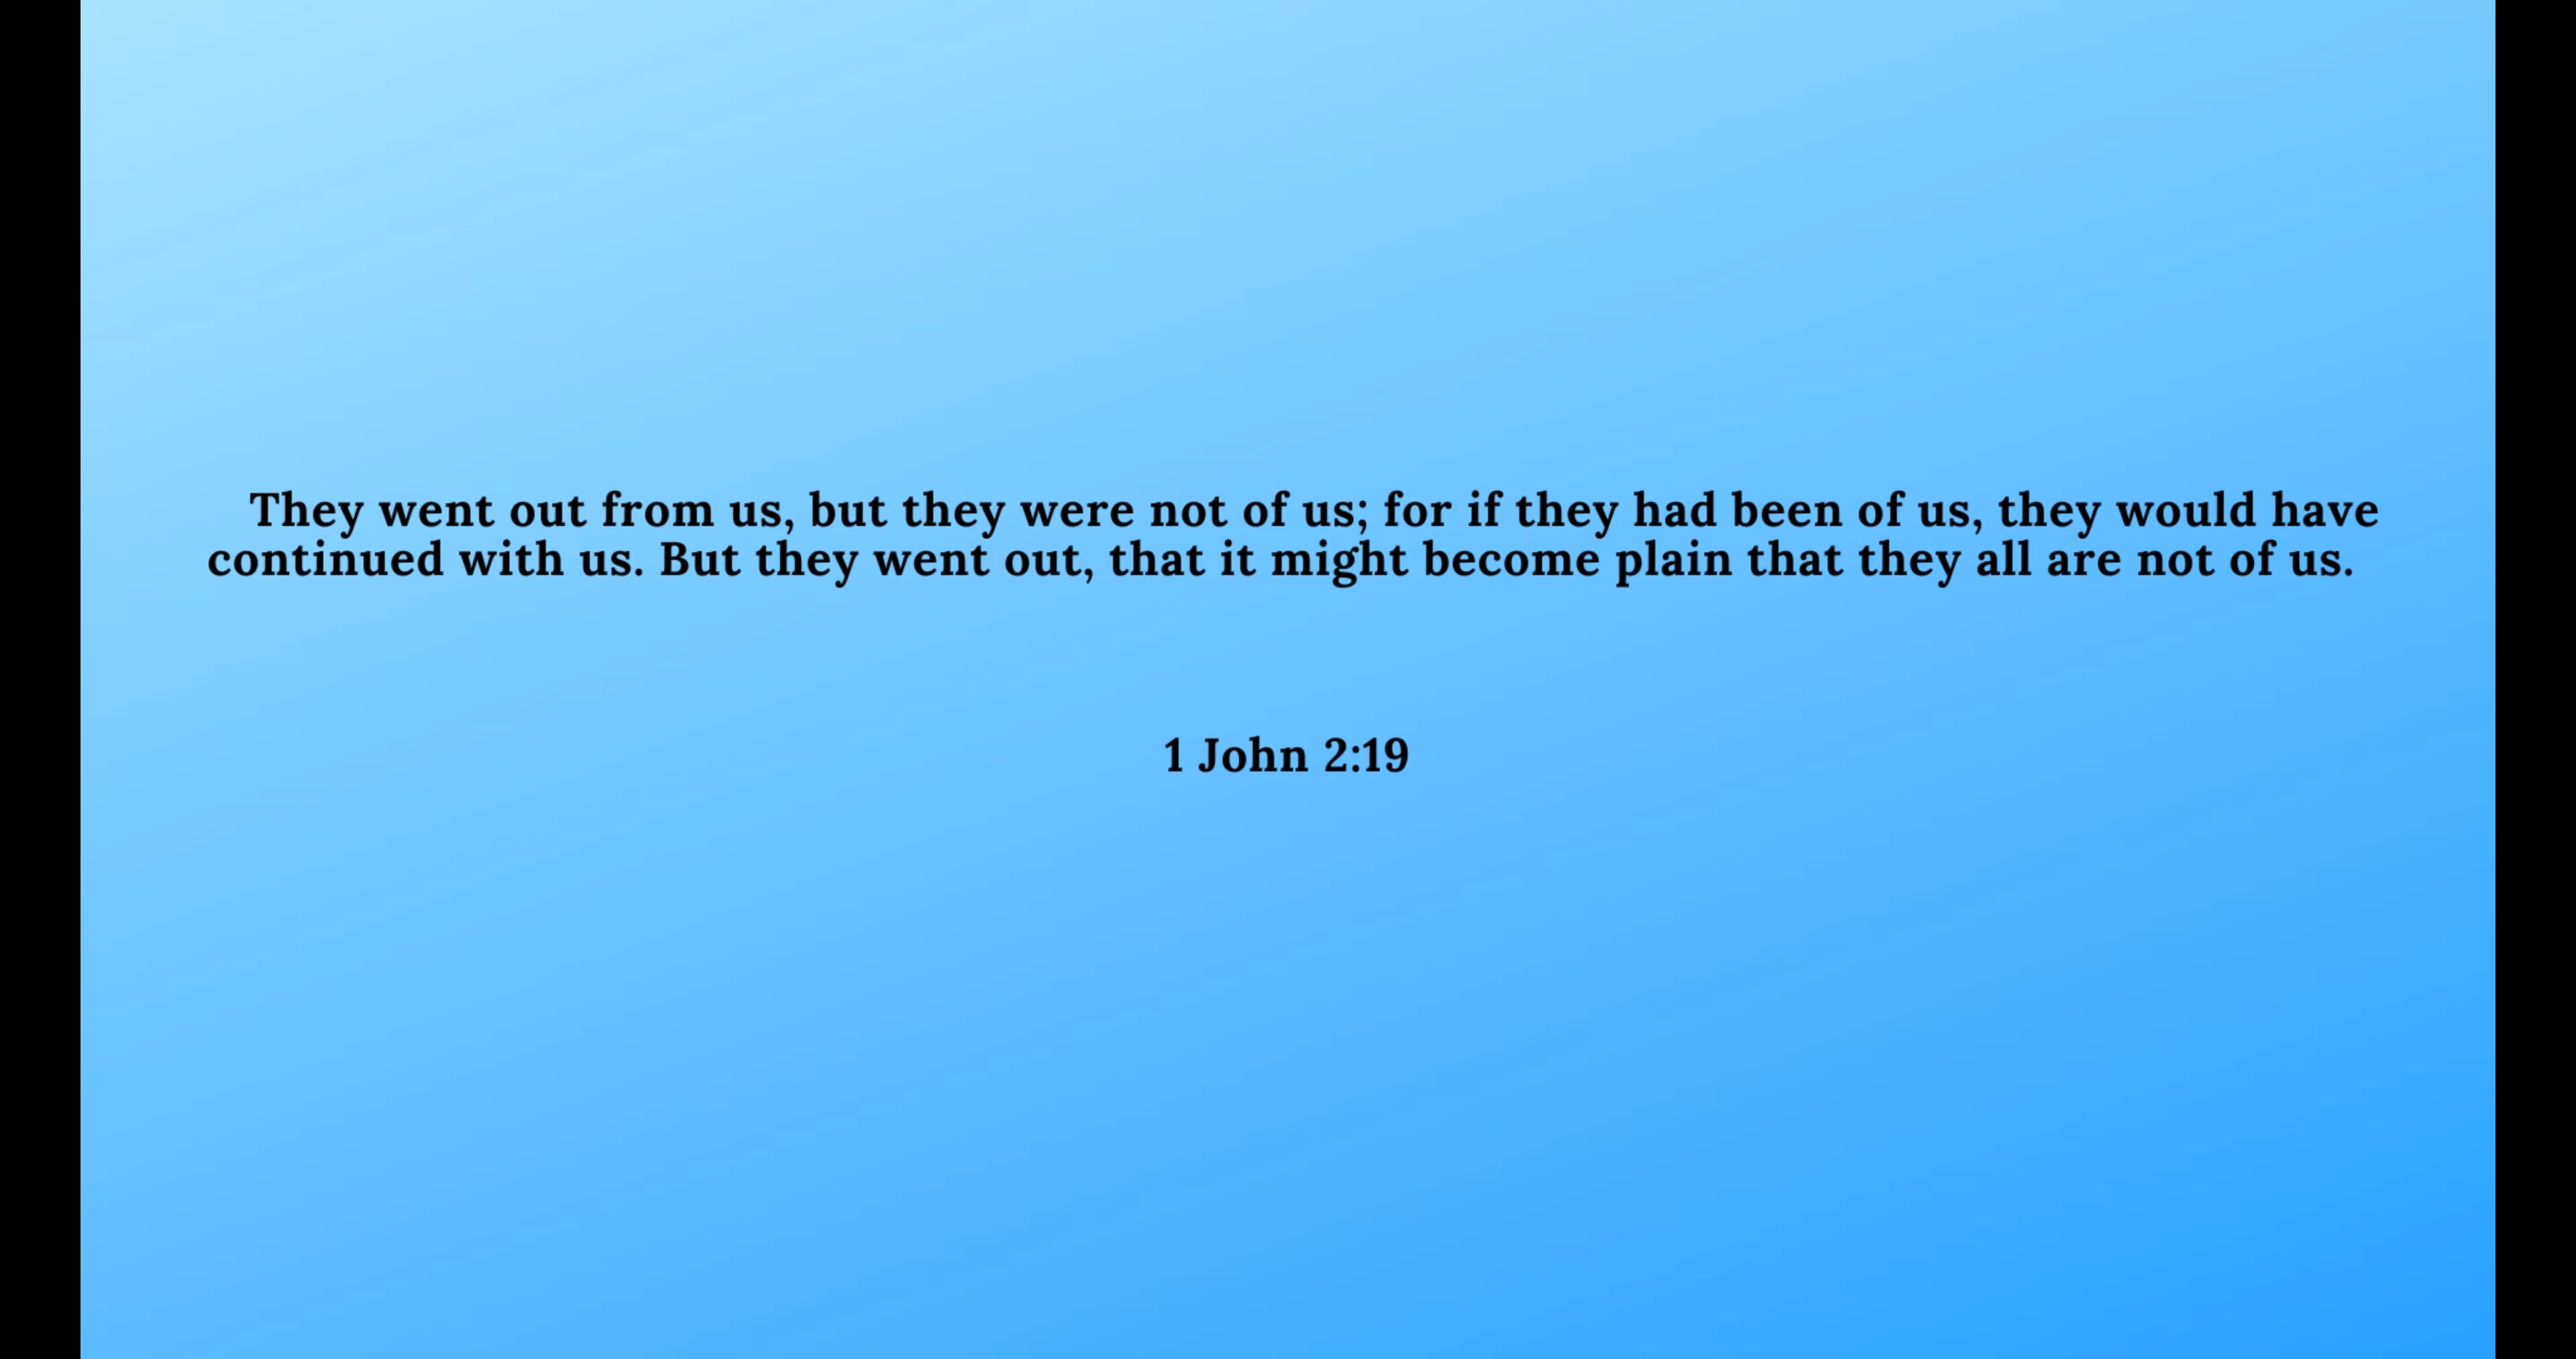 They went out from us, but they were not of us; for if they had been of us, they would have
continued with us. But they went out, that it might become plain that they all are not of us.
1 John 2:19